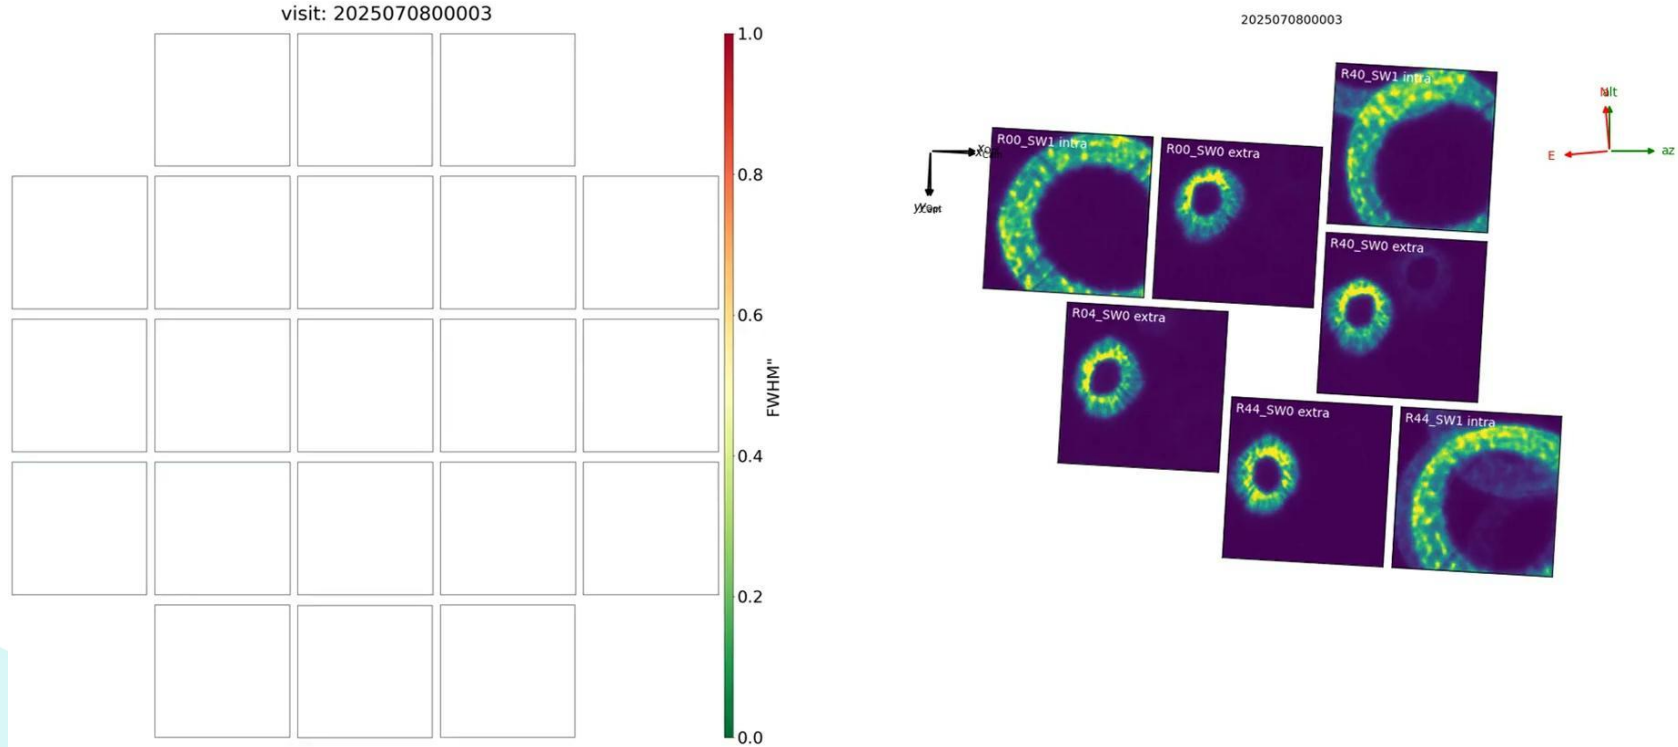 visit: 2025070800003
1.0
0.8
0.6
0.4
0.2
0.0
FWHM"
2025070800003
R40_SW1 intra
R00_SW1 intra
R00_SW0 extra
R40_SW0 extra
R04_SW0 extra
R44_SW0 extra
R44_SW1 intra
alt
E
az